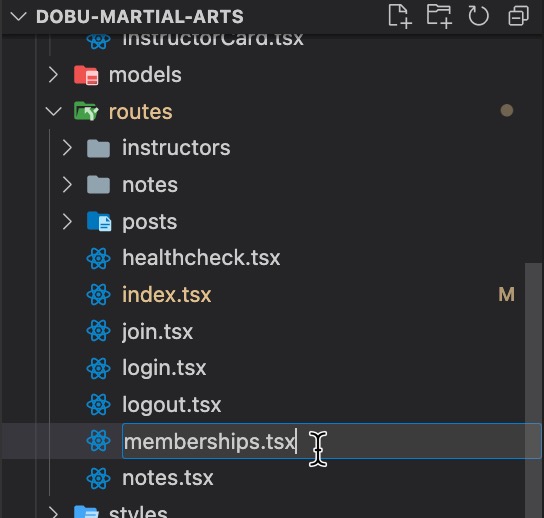 DOBU-MARTIAL-ARTS
InstructorCard.tsx
models
routes
instructors
notes
posts
healthcheck.tsx
index.tsx M
join.tsx
login.tsx
logout.tsx
memberships.tsx
notes.tsx
styles